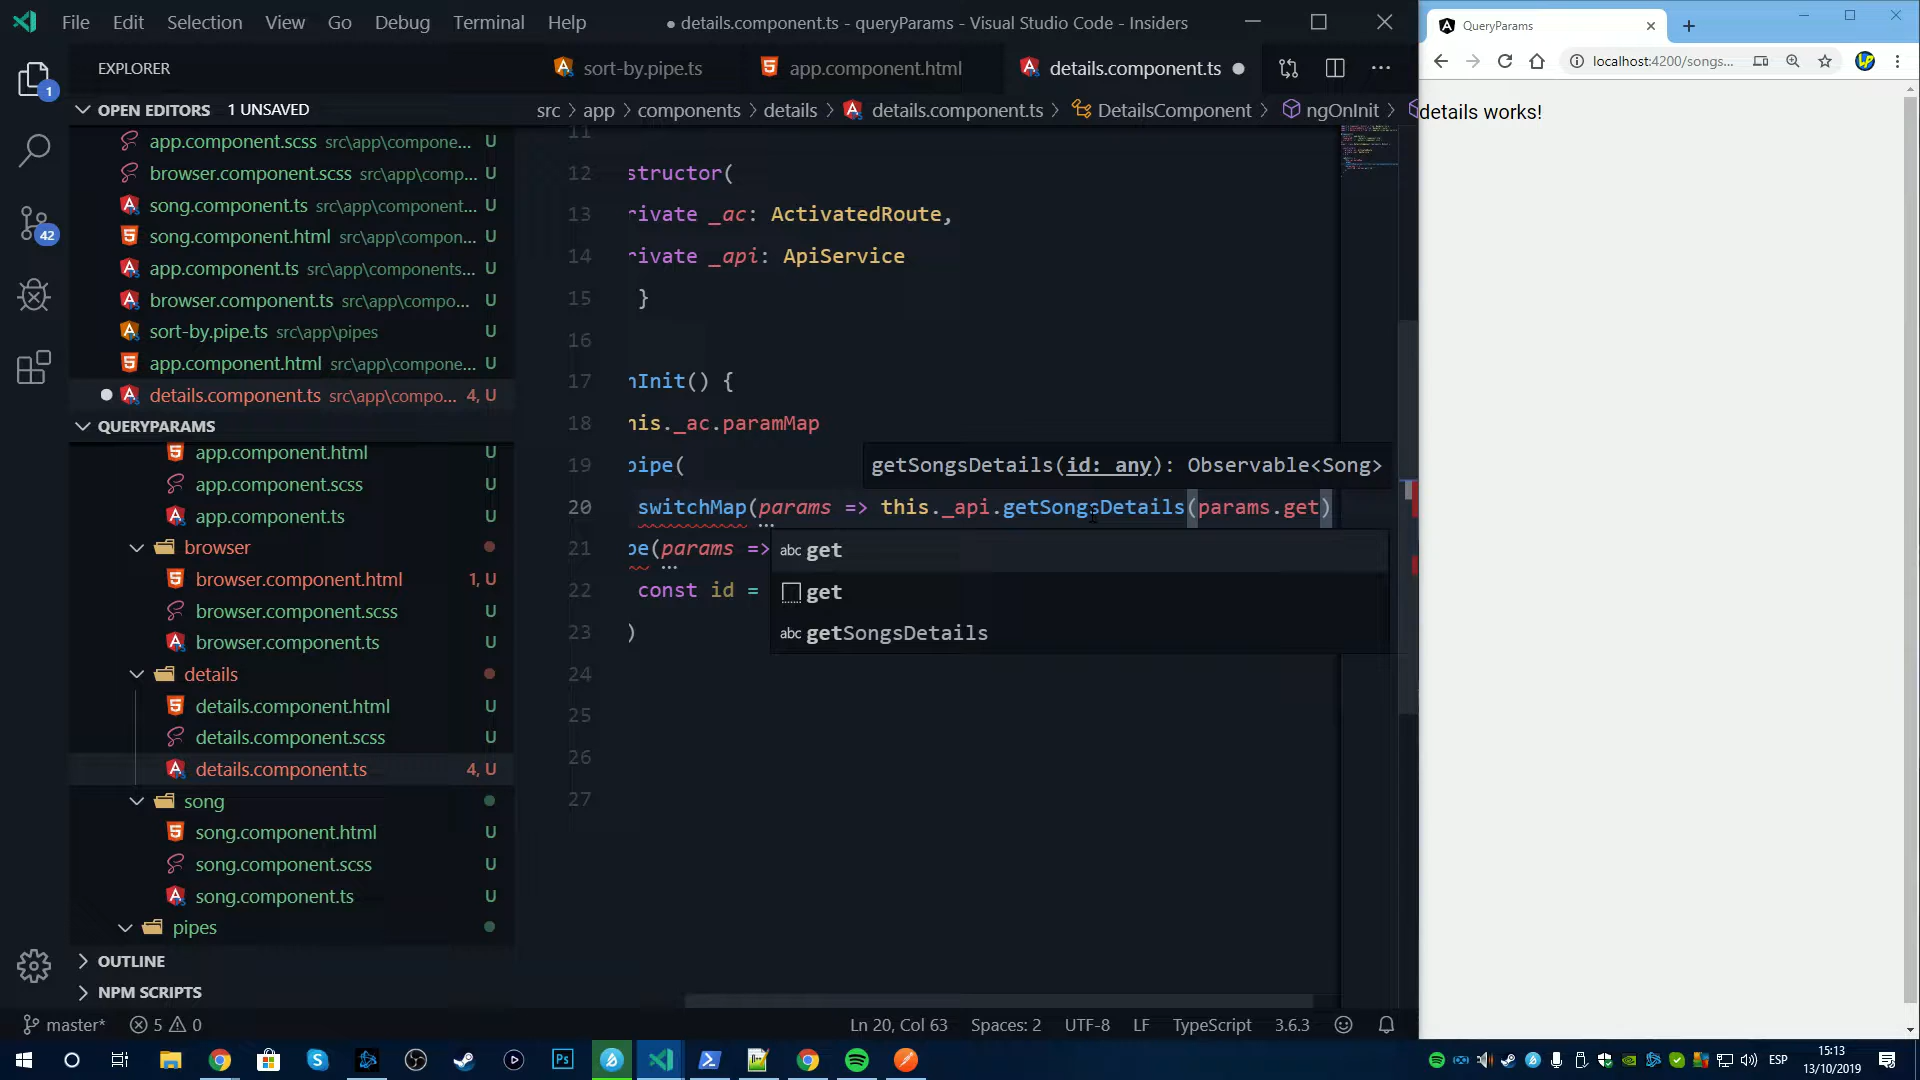 File Edit Selection View Go Debug Terminal Help
● details.component.ts - queryParams - Visual Studio Code - Insiders
EXPLORER
OPEN EDITORS 1 UNSAVED
app.component.scss src\app\compone... U
browser.component.scss src\app\comp... U
song.component.ts src\app\component... U
song.component.html src\app\compon... U
app.component.ts src\app\components... U
browser.component.ts src\app\compo... U
sort-by.pipe.ts src\app\pipes U
app.component.html src\app\compone... U
details.component.ts src\app\compo... 4, U
QUERYPARAMS
app.component.html U
app.component.scss U
app.component.ts U
browser
browser.component.html 1, U
browser.component.scss U
browser.component.ts U
details
details.component.html U
details.component.scss U
details.component.ts 4, U
song
song.component.html U
song.component.scss U
song.component.ts U
pipes
OUTLINE
NPM SCRIPTS
1
42
sort-by.pipe.ts app.component.html details.component.ts
src > app > components > details > details.component.ts > DetailsComponent > ngOnInit >
11
12 structor(
13 rivate _ac: ActivatedRoute,
14 rivate _api: ApiService
15 }
16
17 nInit() {
18 his._ac.paramMap
19 pipe(
getSongsDetails(id: any): Observable<Song>
20 switchMap(params => this._api.getSongsDetails(params.get)
21 pe(params =>
22 const id =
23 )
24
25
26
27
abc get
get
abc getSongsDetails
master* 5 0
Ln 20, Col 63 Spaces: 2 UTF-8 LF TypeScript 3.6.3
QueryParams
localhost:4200/songs...
details works!
Ps
ESP
15:13
13/10/2019